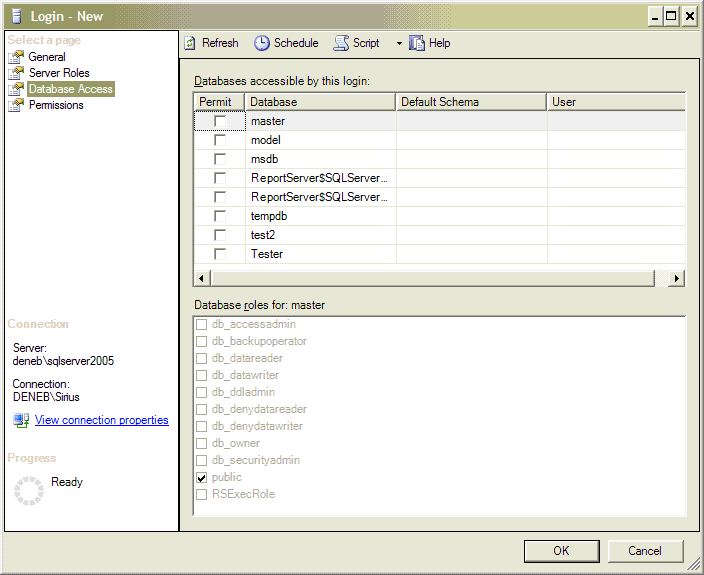 Login - New
Select a page
General
Server Roles
Database Access
Permissions
Refresh Schedule Script Help
Databases accessible by this login:
Permit Database Default Schema User
master
model
msdb
ReportServer$SQLServer...
ReportServer$SQLServer...
tempdb
test2
Tester
Database roles for: master
db_accessadmin
db_backupoperator
db_datareader
db_datawriter
db_ddladmin
db_denydatareader
db_denydatawriter
db_owner
db_securityadmin
public
RSExecRole
Connection
Server:
deneb\sqlserver2005
Connection:
DENEB\Sirius
View connection properties
Progress
Ready
OK Cancel